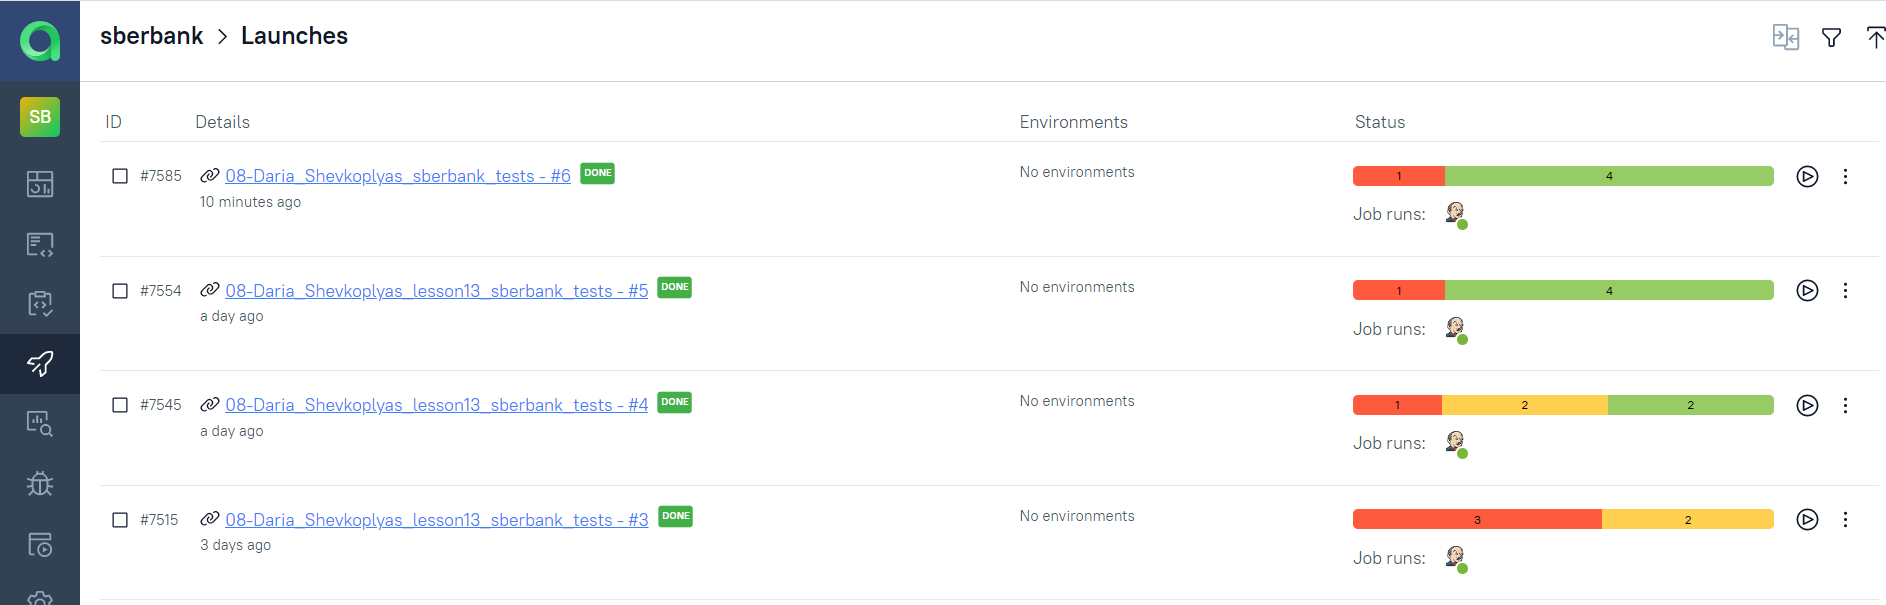 sberbank > Launches
SB
ID Details Environments Status
#7585 08-Daria_Shevkoplyas_sberbank_tests - #6 DONE No environments 1 4
10 minutes ago Job runs:
#7554 08-Daria_Shevkoplyas_lesson13_sberbank_tests - #5 DONE No environments 1 4
a day ago Job runs:
#7545 08-Daria_Shevkoplyas_lesson13_sberbank_tests - #4 DONE No environments 1 2 2
a day ago Job runs:
#7515 08-Daria_Shevkoplyas_lesson13_sberbank_tests - #3 DONE No environments 3 2
3 days ago Job runs: